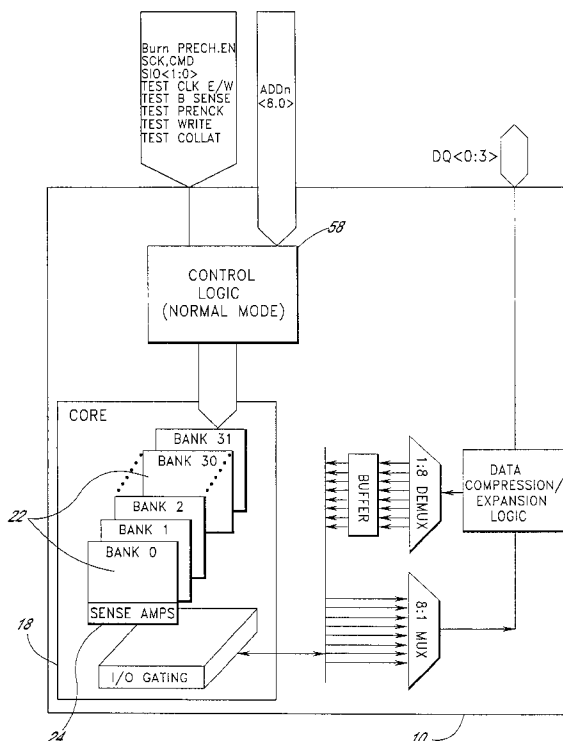 Burn PRECH.EN
SCK,CMD
SIO<1:0>
TEST CLK E/W
TEST B SENSE
TEST PRENCK
TEST WRITE
TEST COLLAT
ADDn
<8.0>
DQ<0:3>
58
CONTROL
LOGIC
(NORMAL MODE)
CORE
BANK 31
BANK 30
BANK 2
BANK 1
BANK 0
SENSE AMPS
I/O GATING
22
18
24
BUFFER
1:8 DEMUX
DATA
COMPRESSION/
EXPANSION
LOGIC
8:1 MUX
10